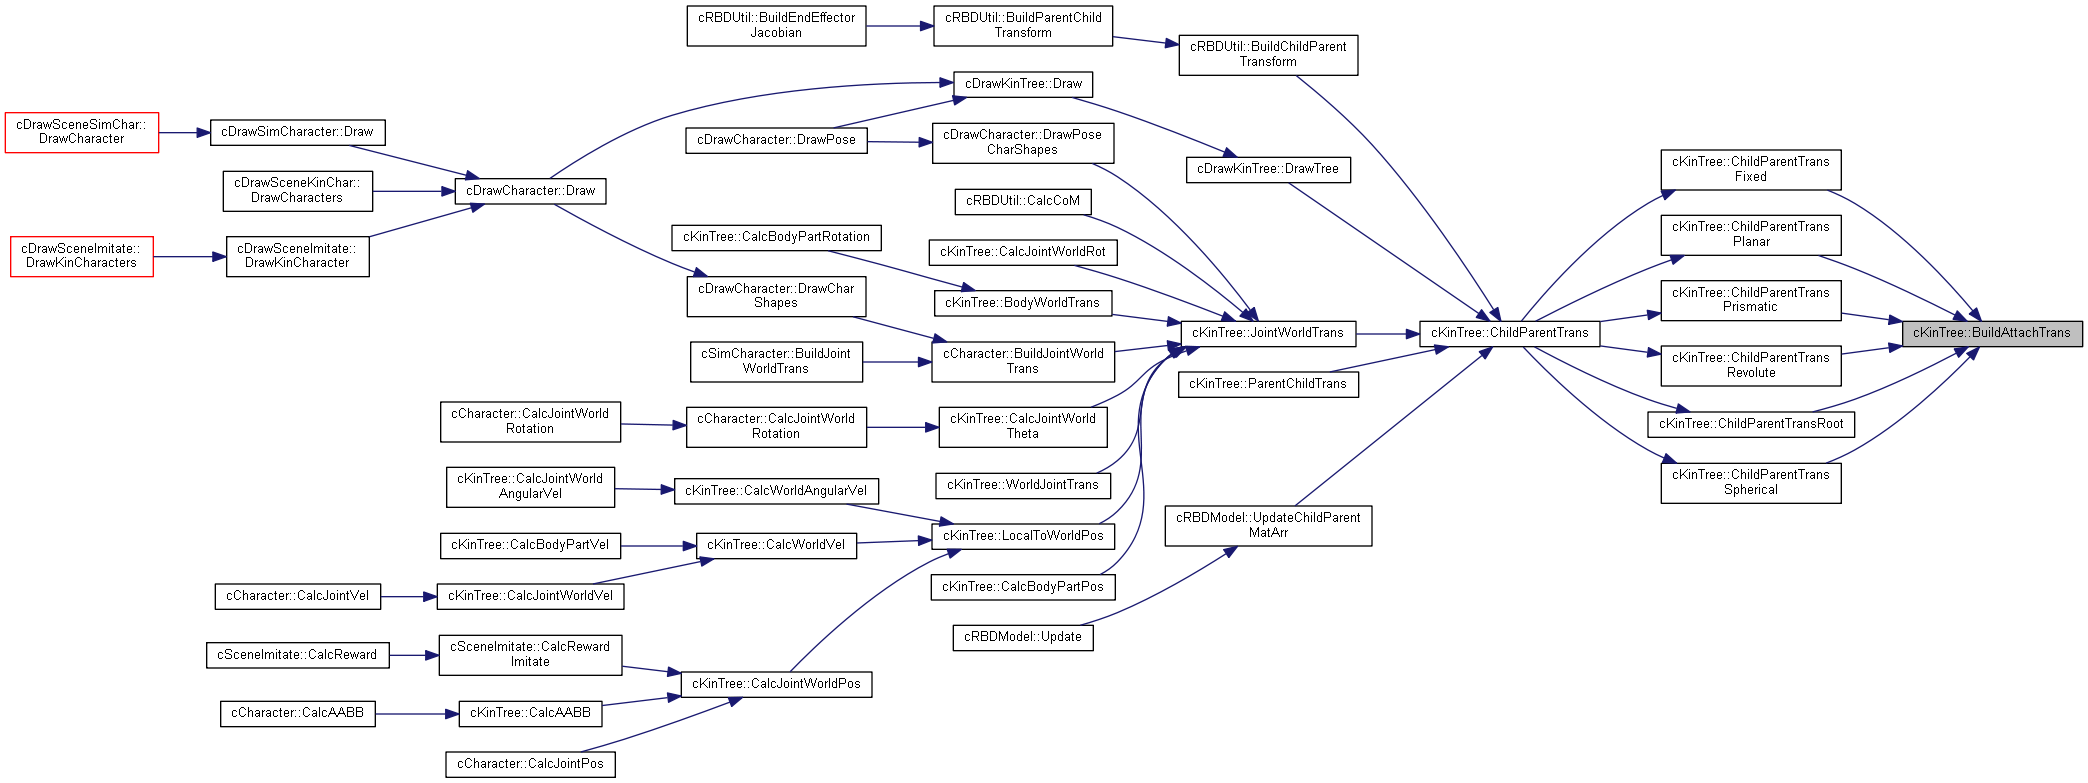 cRBDUtil::BuildEndEffector
Jacobian
cRBDUtil::BuildParentChild
Transform
cRBDUtil::BuildChildParent
Transform
cDrawKinTree::Draw
cDrawSceneSimChar::
DrawCharacter
cDrawSimCharacter::Draw
cDrawCharacter::DrawPose
cDrawCharacter::DrawPose
CharShapes
cDrawKinTree::DrawTree
cKinTree::ChildParentTrans
Fixed
cDrawSceneKinChar::
DrawCharacters
cDrawCharacter::Draw
cRBDUtil::CalcCoM
cKinTree::ChildParentTrans
Planar
cDrawSceneImitate::
DrawKinCharacters
cDrawSceneImitate::
DrawKinCharacter
cKinTree::CalcBodyPartRotation
cKinTree::CalcJointWorldRot
cDrawCharacter::DrawChar
Shapes
cKinTree::BodyWorldTrans
cKinTree::ChildParentTrans
Prismatic
cKinTree::JointWorldTrans
cKinTree::ChildParentTrans
cKinTree::BuildAttachTrans
cSimCharacter::BuildJoint
WorldTrans
cCharacter::BuildJointWorld
Trans
cKinTree::ChildParentTrans
Revolute
cKinTree::ParentChildTrans
cCharacter::CalcJointWorld
Rotation
cCharacter::CalcJointWorld
Rotation
cKinTree::CalcJointWorld
Theta
cKinTree::ChildParentTransRoot
cKinTree::CalcJointWorld
AngularVel
cKinTree::CalcWorldAngularVel
cKinTree::WorldJointTrans
cKinTree::ChildParentTrans
Spherical
cRBDModel::UpdateChildParent
MatArr
cKinTree::CalcBodyPartVel
cKinTree::CalcWorldVel
cKinTree::LocalToWorldPos
cCharacter::CalcJointVel
cKinTree::CalcJointWorldVel
cKinTree::CalcBodyPartPos
cRBDModel::Update
cSceneImitate::CalcReward
cSceneImitate::CalcReward
Imitate
cKinTree::CalcJointWorldPos
cCharacter::CalcAABB
cKinTree::CalcAABB
cCharacter::CalcJointPos